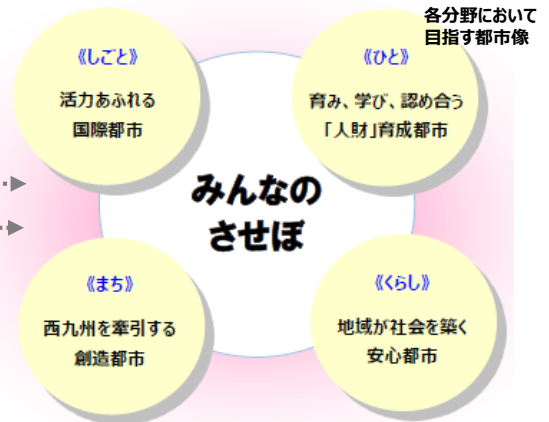 各分野において
目指す都市像
《しごと》
活力あふれる
国際都市
《ひと》
育み、学び、認め合う
「人財」育成都市
みんなの
させぼ
《まち》
西九州を牽引する
創造都市
《くらし》
地域が社会を築く
安心都市